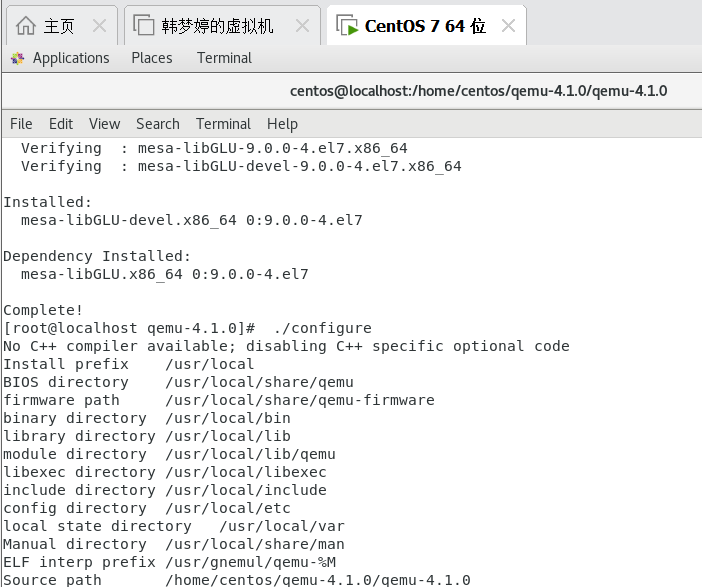 主页 韩梦婷的虚拟机 CentOS 7 64 位
Applications Places Terminal
centos@localhost:/home/centos/qemu-4.1.0/qemu-4.1.0
File Edit View Search Terminal Help
Verifying  : mesa-libGLU-9.0.0-4.el7.x86_64
Verifying  : mesa-libGLU-devel-9.0.0-4.el7.x86_64
Installed:
mesa-libGLU-devel.x86_64 0:9.0.0-4.el7
Dependency Installed:
mesa-libGLU.x86_64 0:9.0.0-4.el7
Complete!
[root@localhost qemu-4.1.0]#  ./configure
No C++ compiler available; disabling C++ specific optional code
Install prefix    /usr/local
BIOS directory    /usr/local/share/qemu
firmware path     /usr/local/share/qemu-firmware
binary directory  /usr/local/bin
library directory /usr/local/lib
module directory  /usr/local/lib/qemu
libexec directory /usr/local/libexec
include directory /usr/local/include
config directory  /usr/local/etc
local state directory   /usr/local/var
Manual directory  /usr/local/share/man
ELF interp prefix /usr/gnemul/qemu-%M
Source path       /home/centos/qemu-4.1.0/qemu-4.1.0